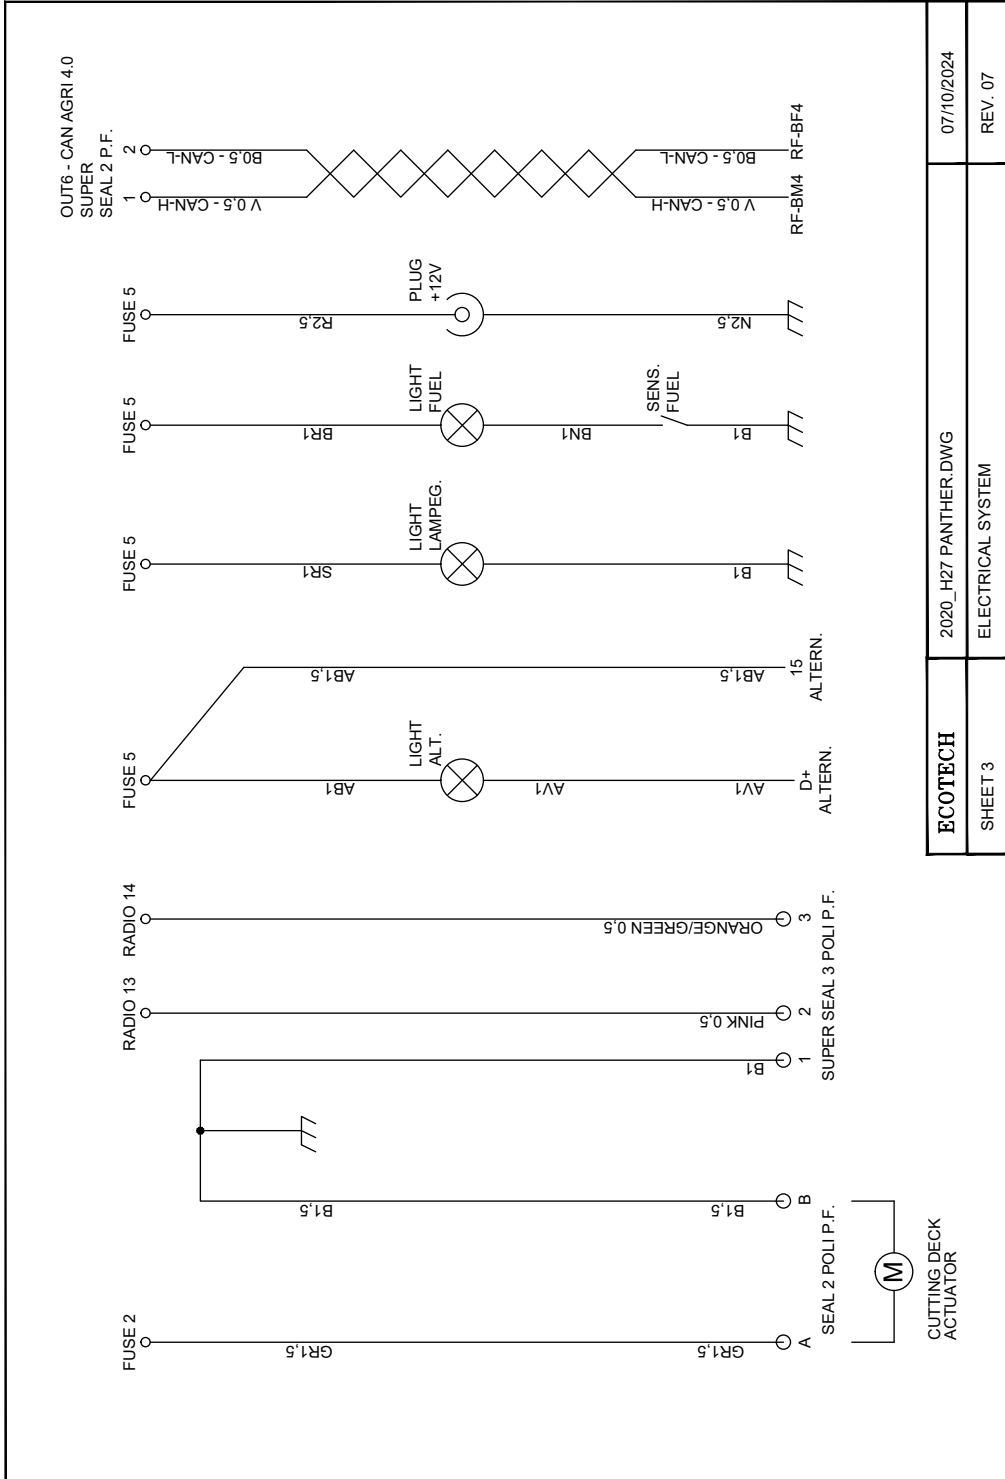 FUSE 2
GR1,5
GR1,5
A
B1,5
B1,5
B
SEAL 2 POLI P.F.
M
CUTTING DECK
ACTUATOR
B1
1
RADIO 13
PINK 0,5
2
RADIO 14
ORANGE/GREEN 0,5
3
SUPER SEAL 3 POLI P.F.
FUSE 5
AB1
LIGHT
ALT.
AV1
AV1
D+
ALTERN.
AB1,5
AB1,5
15
ALTERN.
FUSE 5
SR1
LIGHT
LAMPEG.
B1
FUSE 5
BR1
LIGHT
FUEL
BN1
SENS.
FUEL
B1
FUSE 5
R2,5
PLUG
+12V
N2,5
OUT6 - CAN AGRI 4.0
SUPER
SEAL 2 P.F.
1
2
V 0,5 - CAN-H
B0,5 - CAN-L
V 0,5 - CAN-H
B0,5 - CAN-L
RF-BM4
RF-BF4
ECOTECH
2020_H27 PANTHER.DWG
07/10/2024
SHEET 3
ELECTRICAL SYSTEM
REV. 07